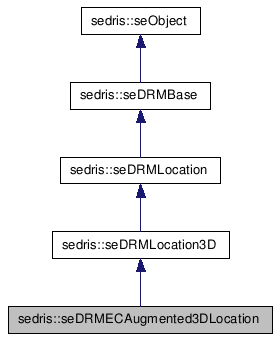 sedris::seObject
sedris::seDRMBase
sedris::seDRMLocation
sedris::seDRMLocation3D
sedris::seDRMECAugmented3DLocation